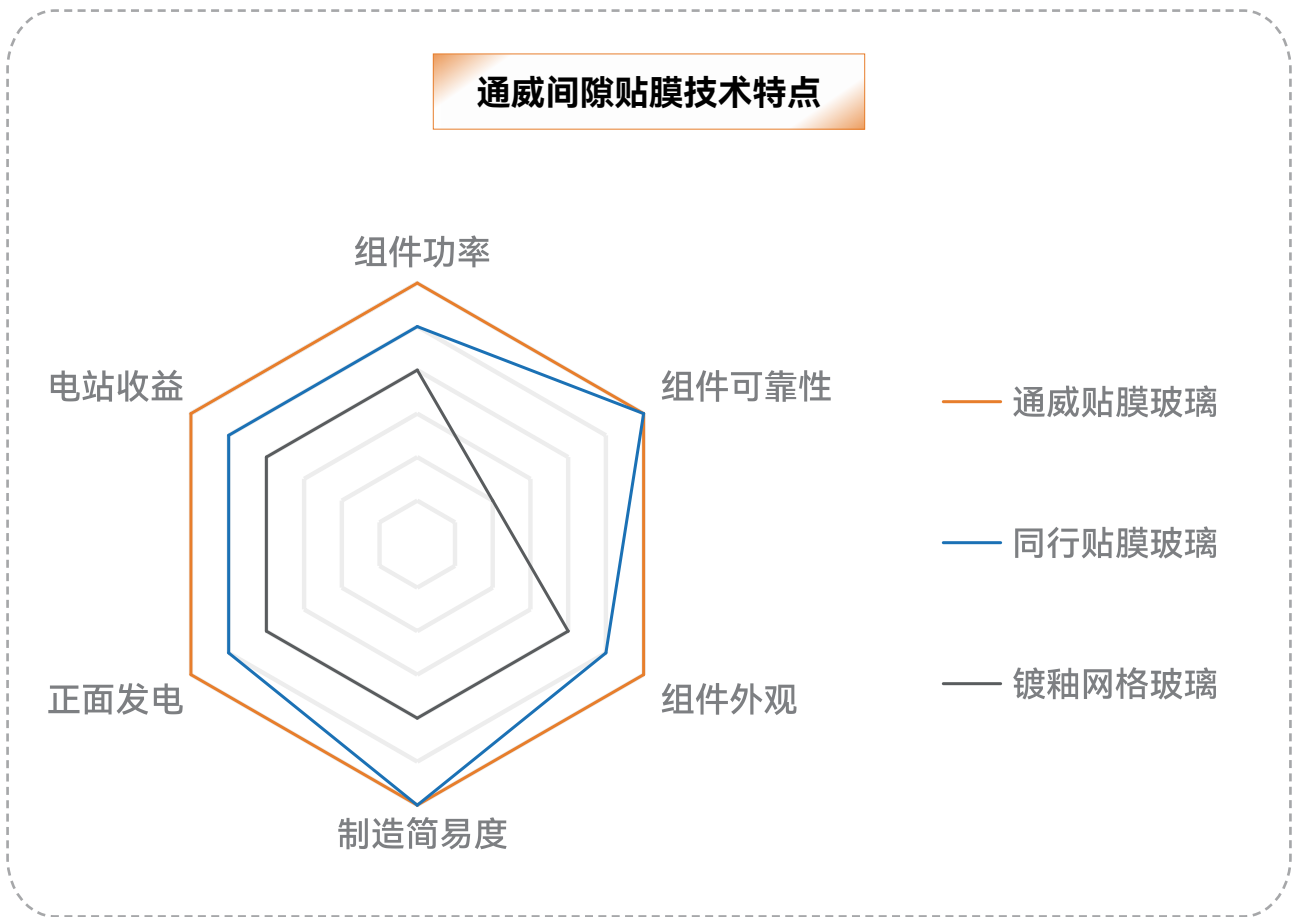 通威间隙贴膜技术特点
组件功率
电站收益
组件可靠性
通威贴膜玻璃
同行贴膜玻璃
镀釉网格玻璃
正面发电
组件外观
制造简易度